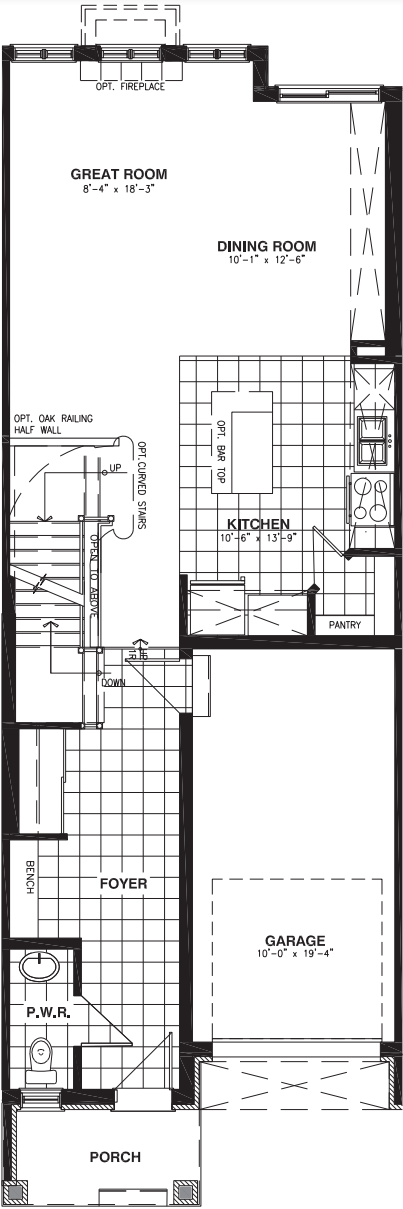 OPT. FIREPLACE
GREAT ROOM
8'-4" x 18'-3"
DINING ROOM
10'-1" x 12'-6"
OPT. OAK RAILING
HALF WALL
OPT. BAR TOP
OPT. CURVED STAIRS
UP
KITCHEN
10'-6" x 13'-9"
OPEN TO ABOVE
PANTRY
UP
1R
DOWN
BENCH
FOYER
GARAGE
10'-0" x 19'-4"
P.W.R.
PORCH